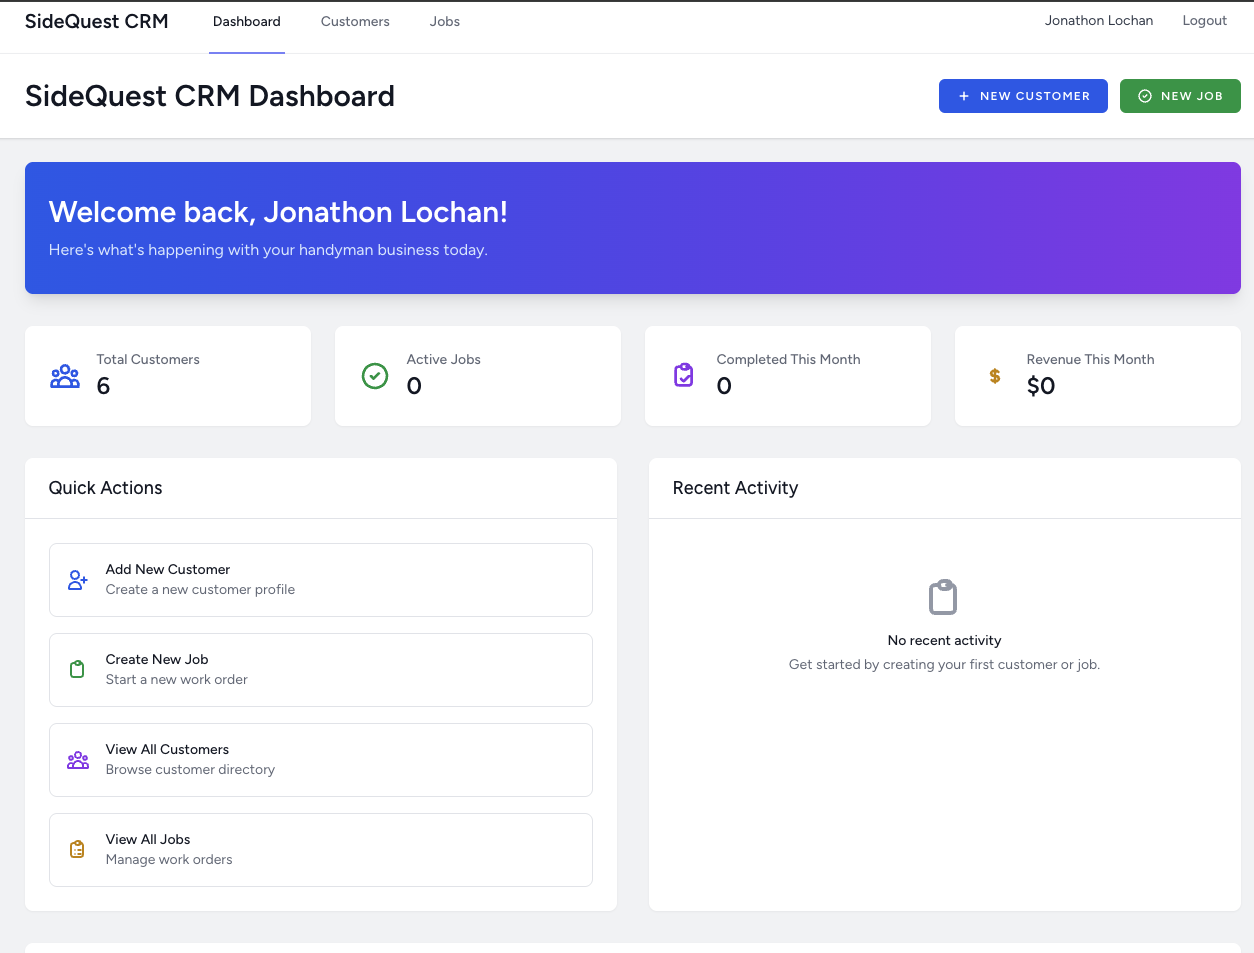 SideQuest CRM
Dashboard
Customers
Jobs
Jonathon Lochan
Logout
SideQuest CRM Dashboard
NEW CUSTOMER
NEW JOB
Welcome back, Jonathon Lochan!
Here's what's happening with your handyman business today.
Total Customers
6
Active Jobs
0
Completed This Month
0
Revenue This Month
$0
Quick Actions
Add New Customer
Create a new customer profile
Create New Job
Start a new work order
View All Customers
Browse customer directory
View All Jobs
Manage work orders
Recent Activity
No recent activity
Get started by creating your first customer or job.